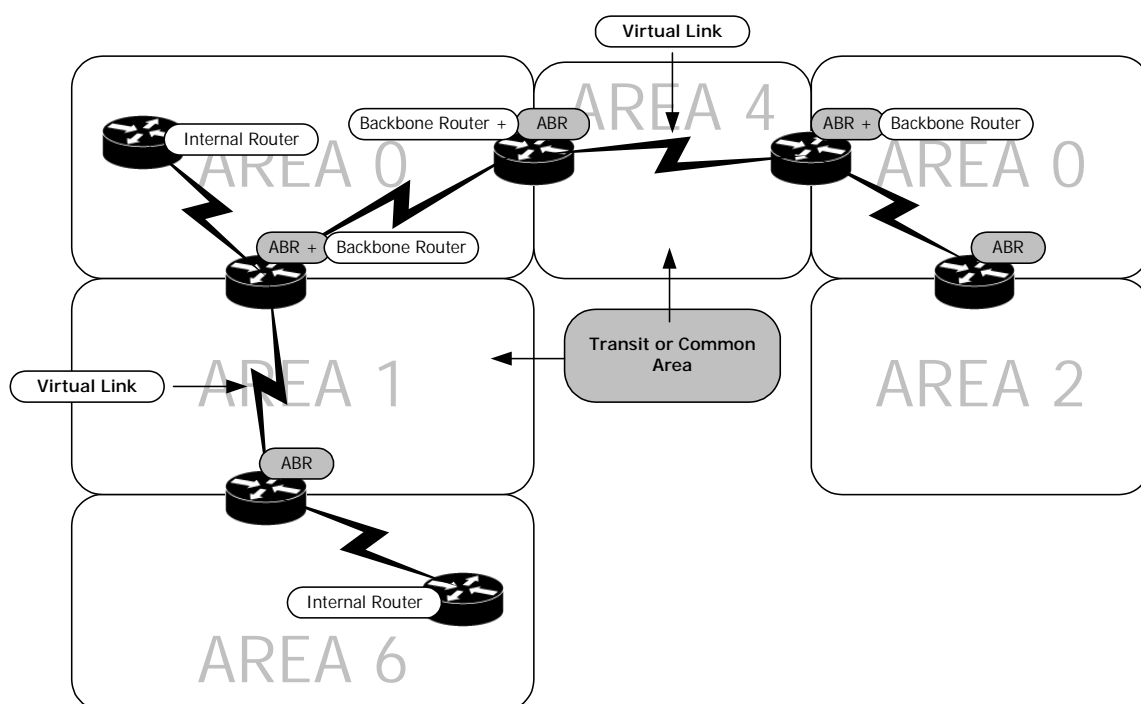 Virtual Link
AREA 4
Backbone Router +
ABR
ABR +
Backbone Router
Internal Router
AREA 0
AREA 0
ABR +
Backbone Router
ABR
Transit or Common
Area
Virtual Link
AREA 1
AREA 2
ABR
Internal Router
AREA 6